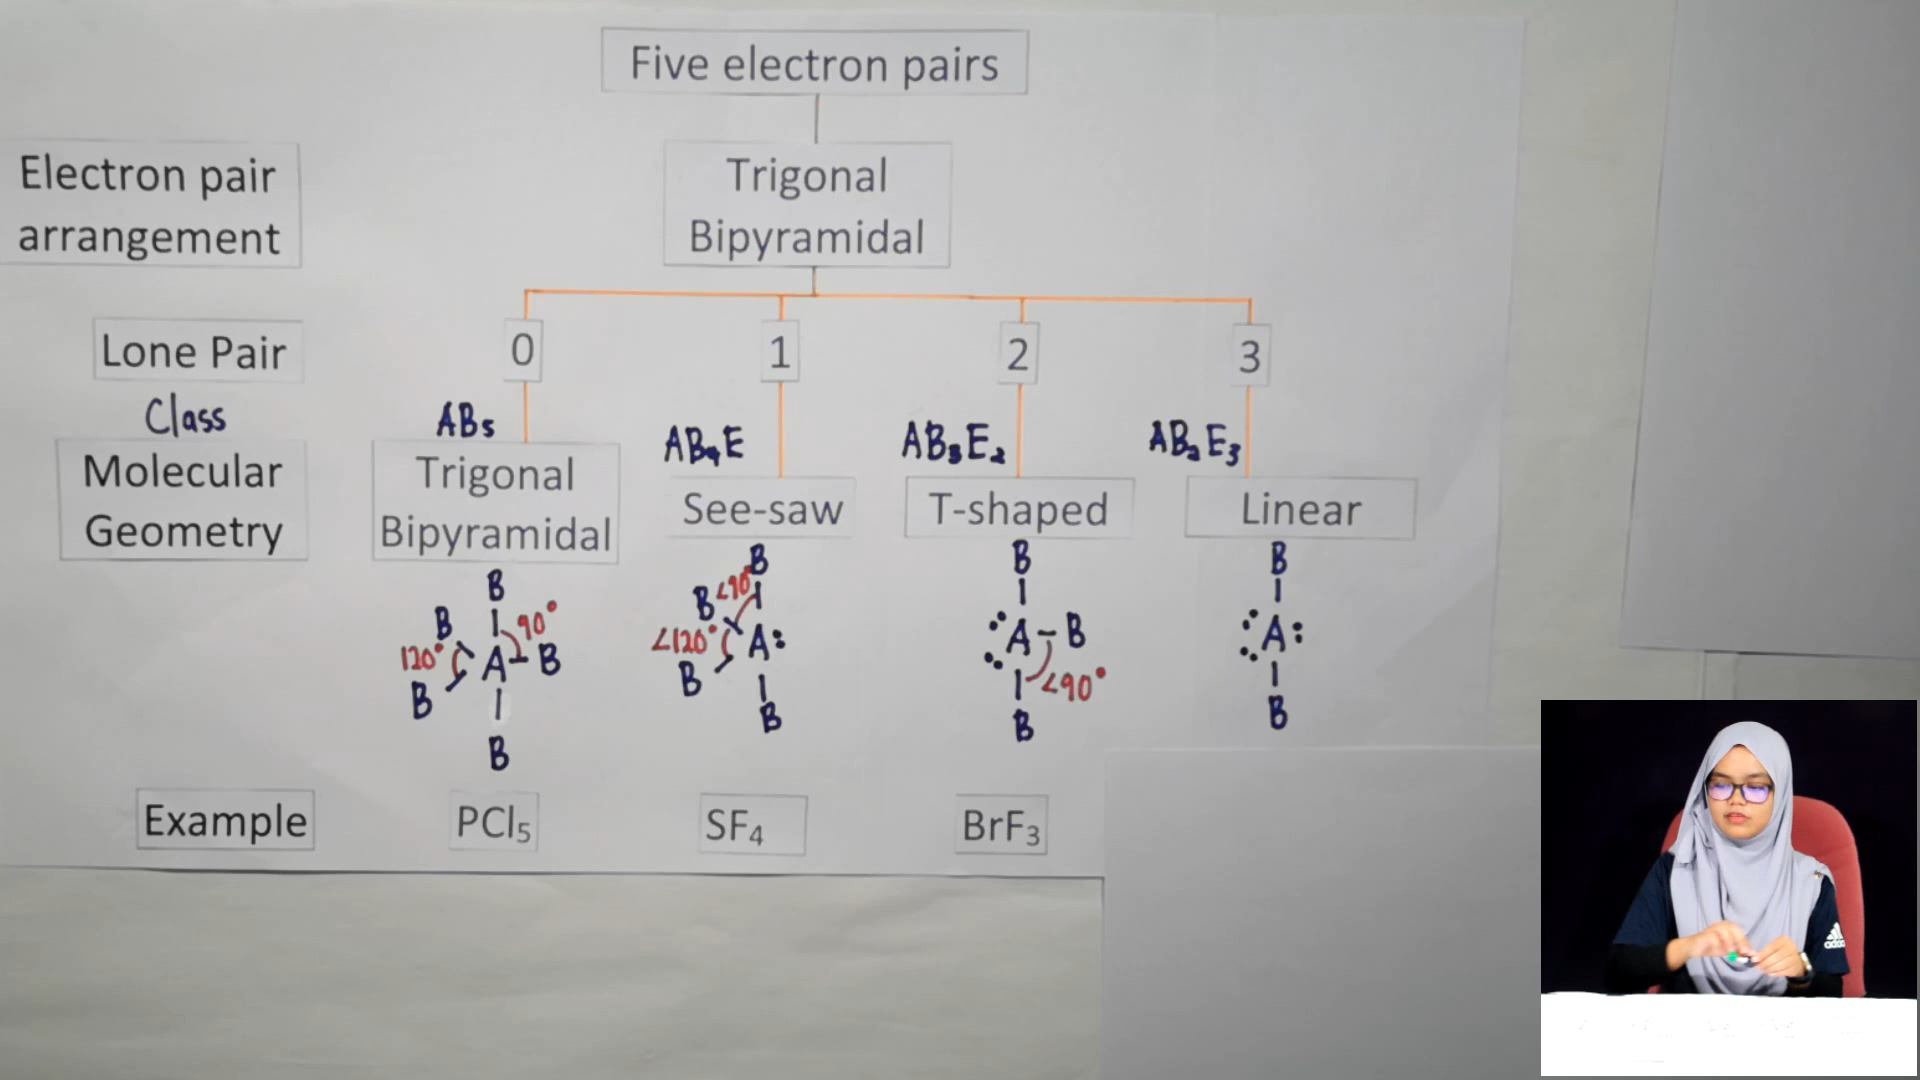 Five electron pairs
Electron pair
arrangement
Trigonal
Bipyramidal
Lone Pair
0
1
2
3
Class
AB₅
AB₄E
AB₃E₂
AB₂E₃
Molecular
Geometry
Trigonal
Bipyramidal
See-saw
T-shaped
Linear
B
B
90°
120°
A
B
B
B
B
B
<90°
<120°
A:
B
B
B
A
B
<90°
B
B
A
B
Example
PCl₅
SF₄
BrF₃
adidas